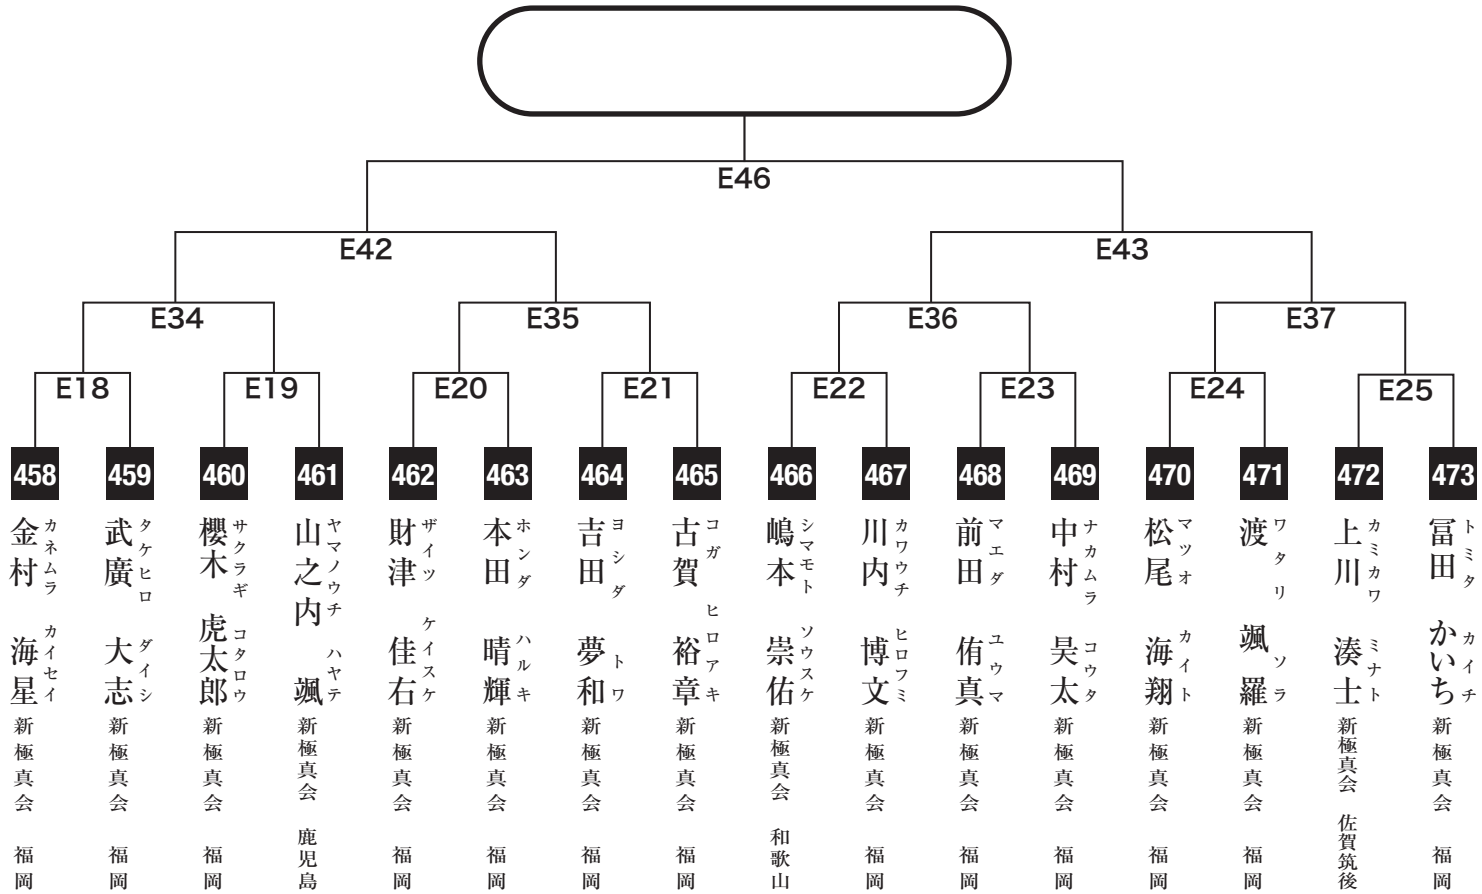 E46
E42
E43
E34
E35
E36
E37
E18
E19
E20
E21
E22
E23
E24
E25
458
金村 海星
カネムラ カイセイ
新極真会 福岡
459
武廣 大志
タケヒロ ダイシ
新極真会 福岡
460
櫻木 虎太郎
サクラギ コタロウ
新極真会 福岡
461
山之内 颯
ヤマノウチ ハヤテ
新極真会 鹿児島
462
財津 佳右
ザイツ ケイスケ
新極真会 福岡
463
本田 晴輝
ホンダ ハルキ
新極真会 福岡
464
吉田 夢和
ヨシダ トワ
新極真会 福岡
465
古賀 裕章
コガ ヒロアキ
新極真会 福岡
466
嶋本 崇佑
シマモト ソウスケ
新極真会 和歌山
467
川内 博文
カワウチ ヒロフミ
新極真会 福岡
468
前田 侑真
マエダ ユウマ
新極真会 福岡
469
中村 昊太
ナカムラ コウタ
新極真会 福岡
470
松尾 海翔
マツオ カイト
新極真会 福岡
471
渡 颯羅
ワタリ ソラ
新極真会 福岡
472
上川 湊士
カミカワ ミナト
新極真会 佐賀筑後
473
冨田 かいち
トミタ カイチ
新極真会 福岡